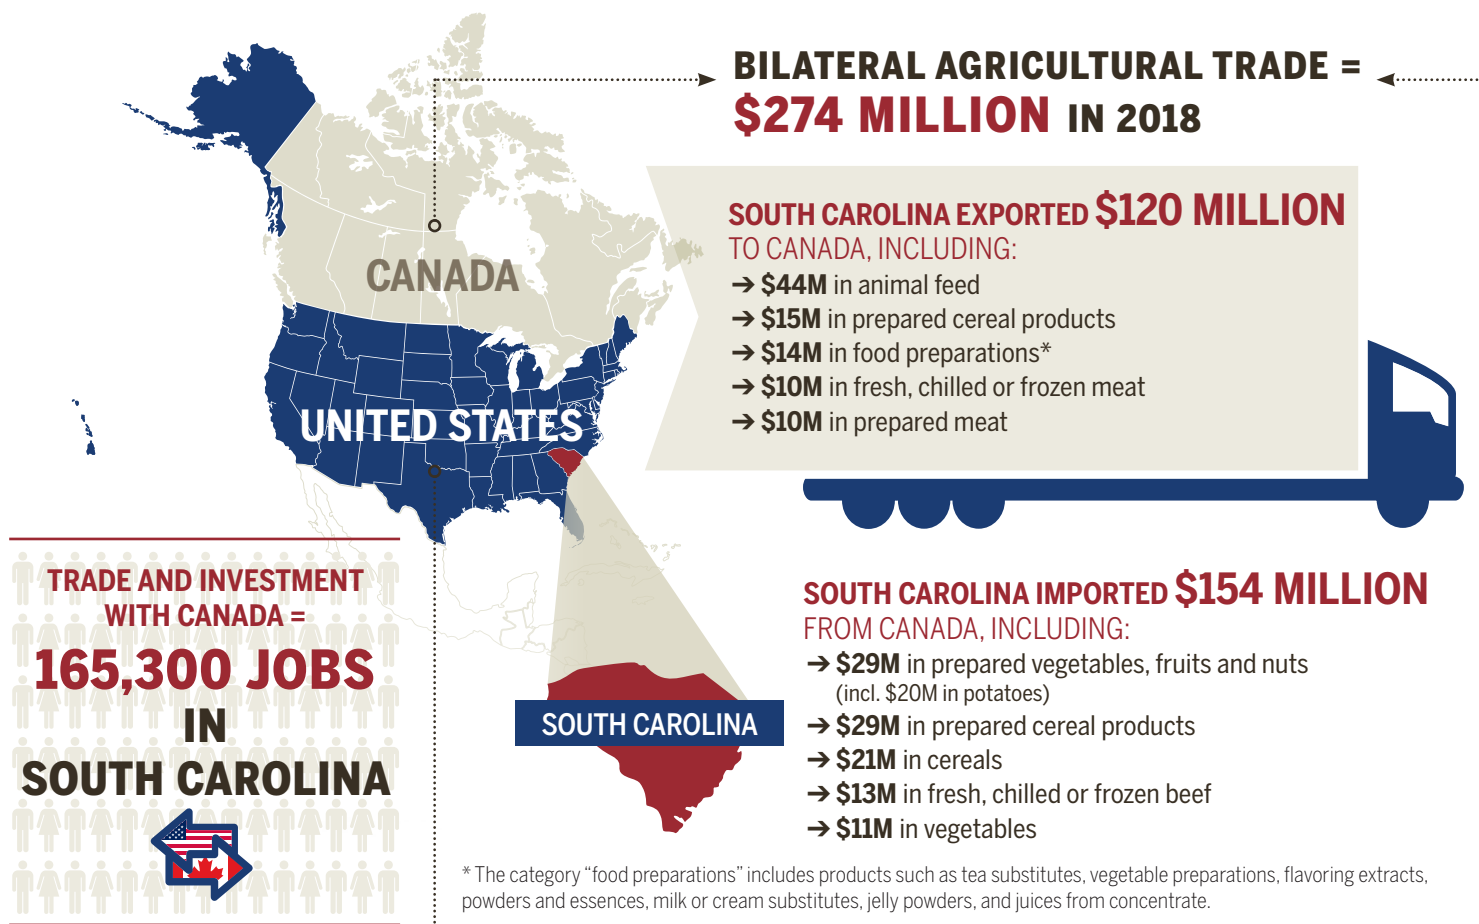 BILATERAL AGRICULTURAL TRADE =
$274 MILLION IN 2018
SOUTH CAROLINA EXPORTED $120 MILLION
TO CANADA, INCLUDING:
➔ $44M in animal feed
➔ $15M in prepared cereal products
➔ $14M in food preparations*
➔ $10M in fresh, chilled or frozen meat
➔ $10M in prepared meat
CANADA
UNITED STATES
TRADE AND INVESTMENT
WITH CANADA =
165,300 JOBS
IN
SOUTH CAROLINA
SOUTH CAROLINA
SOUTH CAROLINA IMPORTED $154 MILLION
FROM CANADA, INCLUDING:
➔ $29M in prepared vegetables, fruits and nuts
(incl. $20M in potatoes)
➔ $29M in prepared cereal products
➔ $21M in cereals
➔ $13M in fresh, chilled or frozen beef
➔ $11M in vegetables
* The category “food preparations” includes products such as tea substitutes, vegetable preparations, flavoring extracts,
powders and essences, milk or cream substitutes, jelly powders, and juices from concentrate.